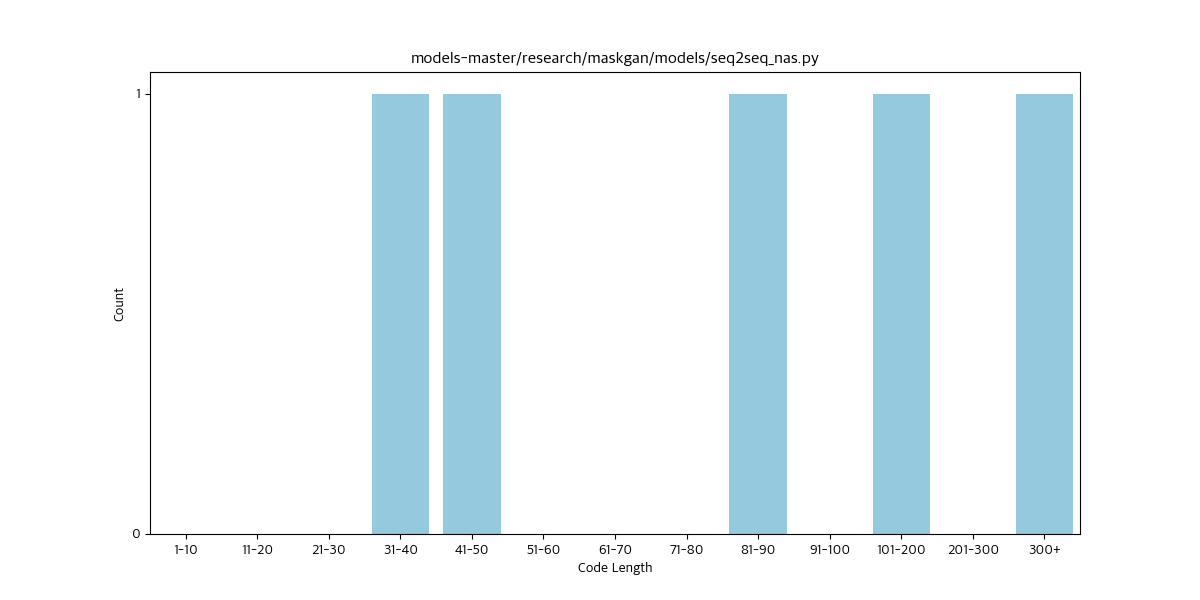 models-master/research/maskgan/models/seq2seq_nas.py
1
0
Count
1-10 11-20 21-30 31-40 41-50 51-60 61-70 71-80 81-90 91-100 101-200 201-300 300+
Code Length